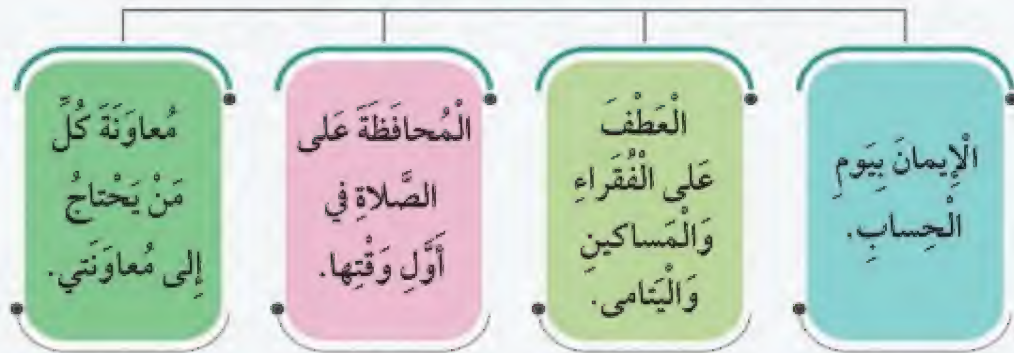 الْإِيمانَ بِيَومِ
الْحِسابِ.
الْعَطْفَ
عَلى الْفُقَراءِ
وَالْمَساكينِ
وَالْيَتامى.
الْمُحافَظَةَ عَلى
الصَّلاةِ في
أَوَّلِ وَقْتِها.
مُعاوَنَةَ كُلِّ
مَنْ يَحْتاجُ
إِلى مُعاوَنَتي.